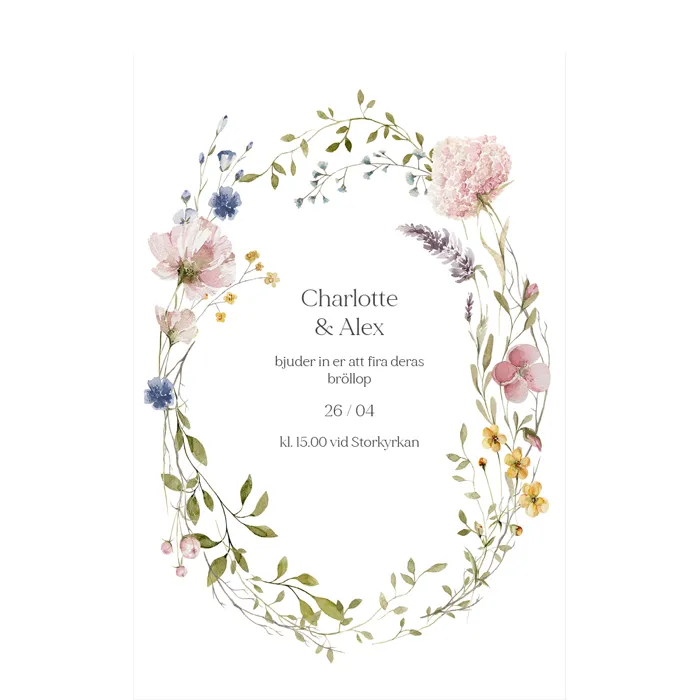 Charlotte
& Alex
bjuder in er att fira deras
bröllop
26 / 04
kl. 15.00 vid Storkyrkan